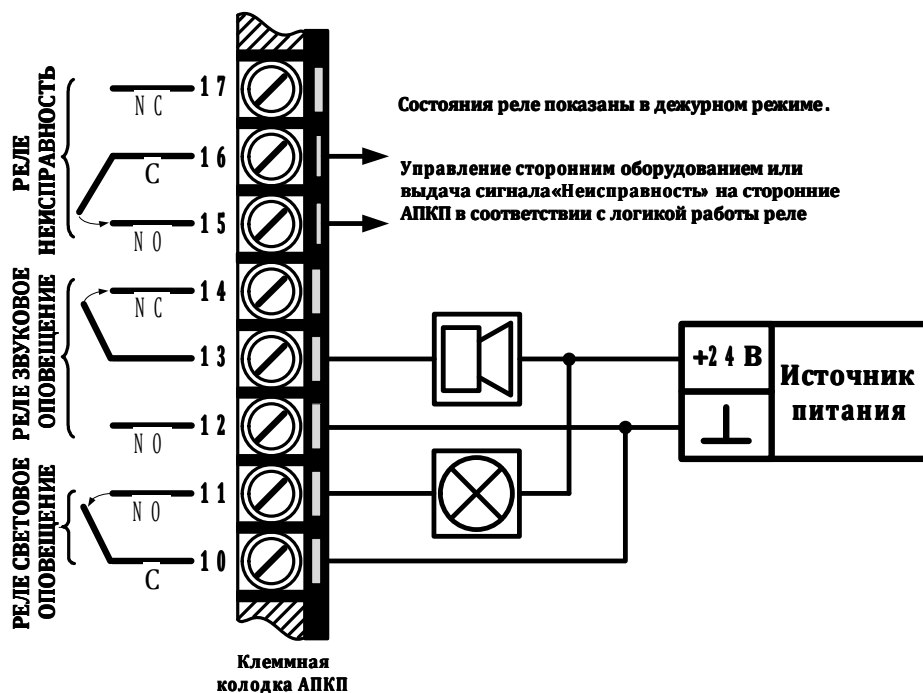 РЕЛЕ
НЕИСПРАВНОСТЬ
NC 17
C 16
NO 15
РЕЛЕ ЗВУКОВОЕ
ОПОВЕЩЕНИЕ
NC 14
13
NO 12
РЕЛЕ СВЕТОВОЕ
ОПОВЕЩЕНИЕ
NO 11
C 10
Состояния реле показаны в дежурном режиме.
Управление сторонним оборудованием или
выдача сигнала «Неисправность» на сторонние
АПКП в соответствии с логикой работы реле
+24 В
Источник
питания
Клеммная
колодка АПКП